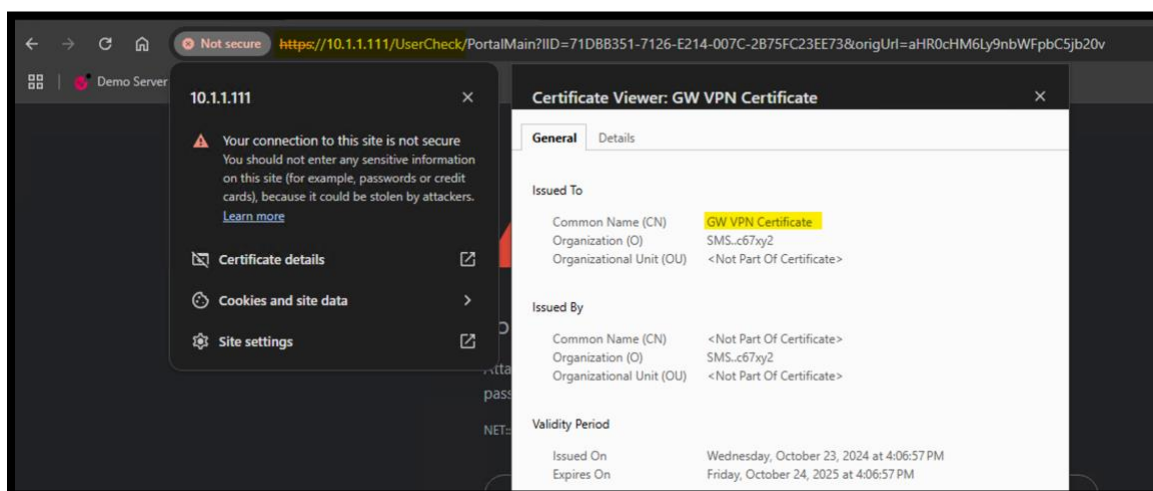 Not secure https://10.1.1.111/UserCheck/PortalMain?IID=71DBB351-7126-E214-007C-2B75FC23EE73&origUrl=aHR0cHM6Ly9nbWFpbC5jb20v
Demo Server
10.1.1.111
Your connection to this site is not secure
You should not enter any sensitive information
on this site (for example, passwords or credit
cards), because it could be stolen by attackers.
Learn more
Certificate details
Cookies and site data
Site settings
pass
NET::
Certificate Viewer: GW VPN Certificate
General Details
Issued To
Common Name (CN) GW VPN Certificate
Organization (O) SMS..c67xy2
Organizational Unit (OU) <Not Part Of Certificate>
Issued By
Common Name (CN) <Not Part Of Certificate>
Organization (O) SMS..c67xy2
Organizational Unit (OU) <Not Part Of Certificate>
Validity Period
Issued On Wednesday, October 23, 2024 at 4:06:57 PM
Expires On Friday, October 24, 2025 at 4:06:57 PM